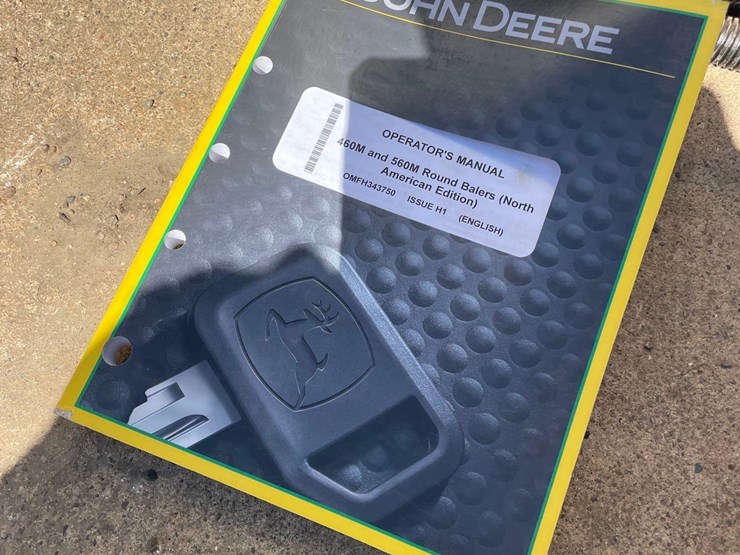 JOHN DEERE
OPERATOR'S MANUAL
460M and 560M Round Balers (North
American Edition)
OMFH343750 ISSUE H1 (ENGLISH)